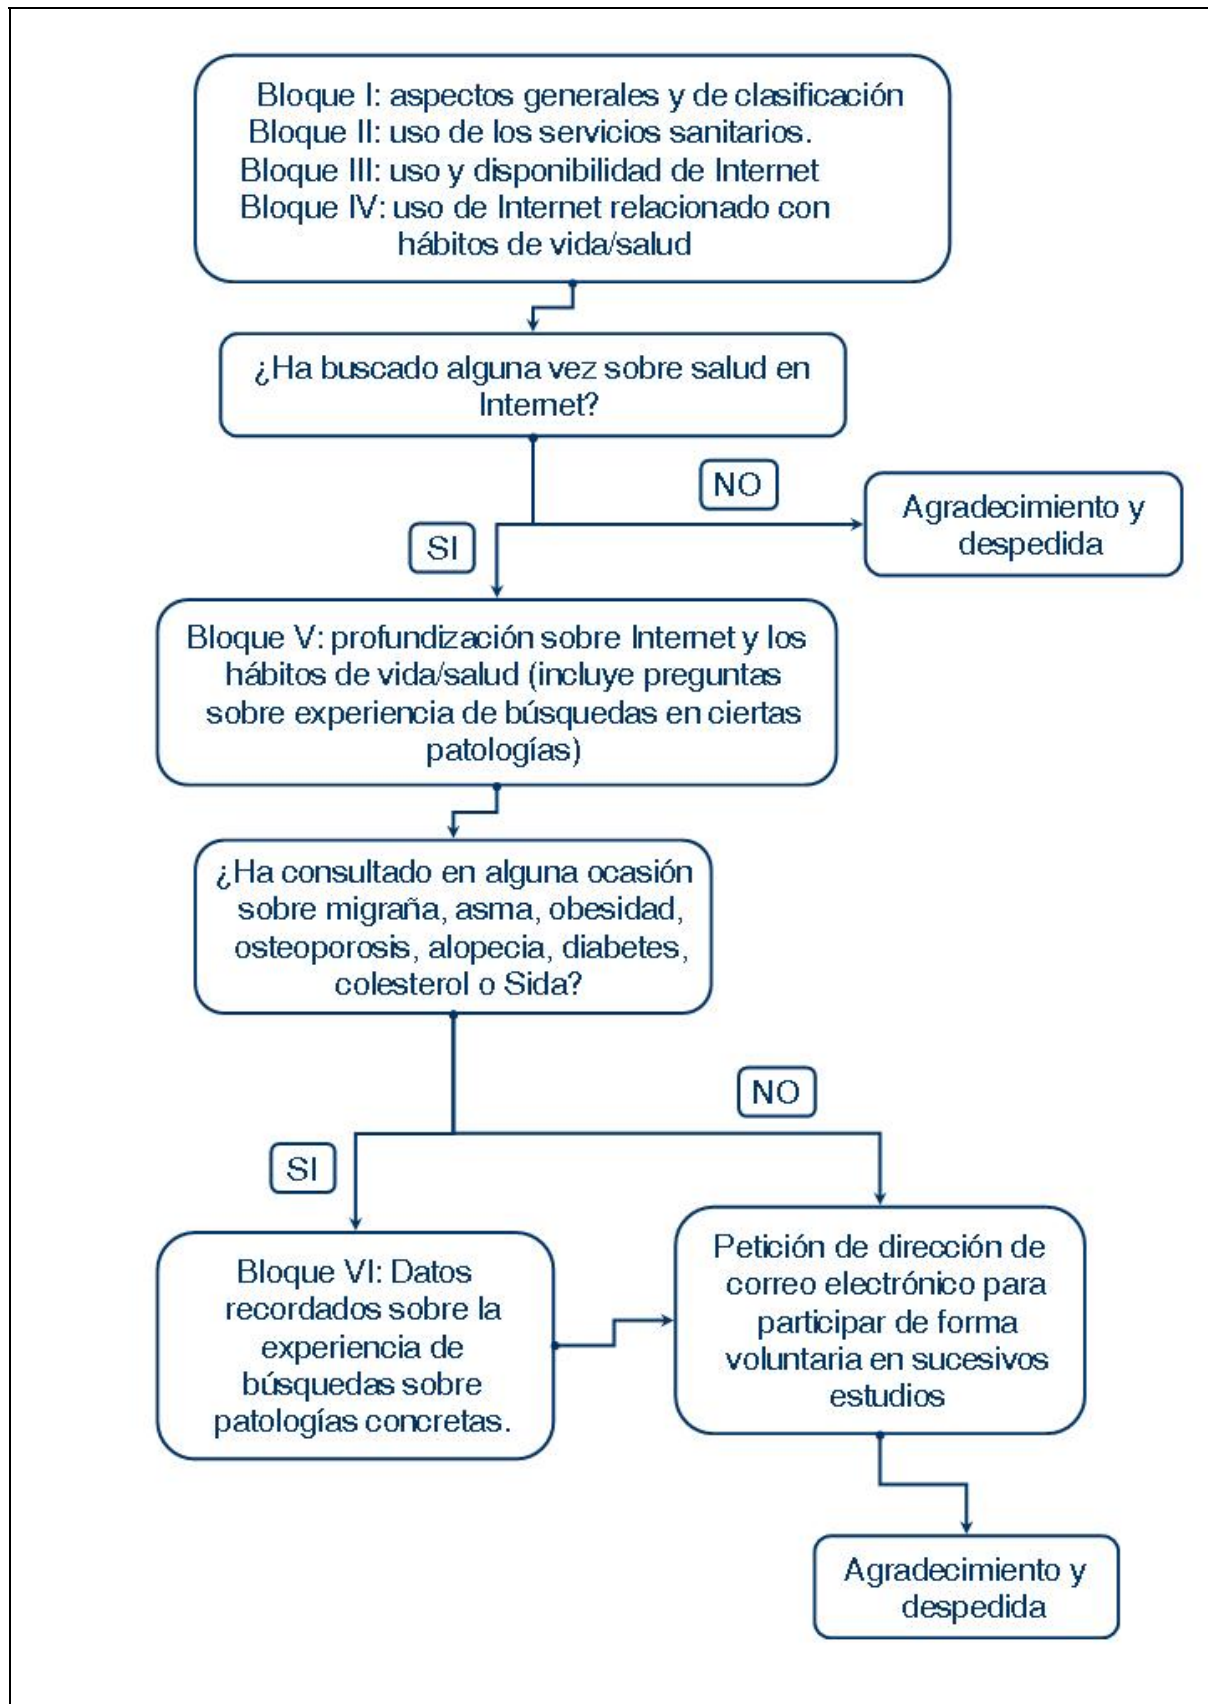 Bloque I: aspectos generales y de clasificación
Bloque II: uso de los servicios sanitarios.
Bloque III: uso y disponibilidad de Internet
Bloque IV: uso de Internet relacionado con
hábitos de vida/salud
¿Ha buscado alguna vez sobre salud en
Internet?
NO
Agradecimiento y
despedida
SI
Bloque V: profundización sobre Internet y los
hábitos de vida/salud (incluye preguntas
sobre experiencia de búsquedas en ciertas
patologías)
¿Ha consultado en alguna ocasión
sobre migraña, asma, obesidad,
osteoporosis, alopecia, diabetes,
colesterol o Sida?
NO
SI
Bloque VI: Datos
recordados sobre la
experiencia de
búsquedas sobre
patologías concretas.
Petición de dirección de
correo electrónico para
participar de forma
voluntaria en sucesivos
estudios
Agradecimiento y
despedida